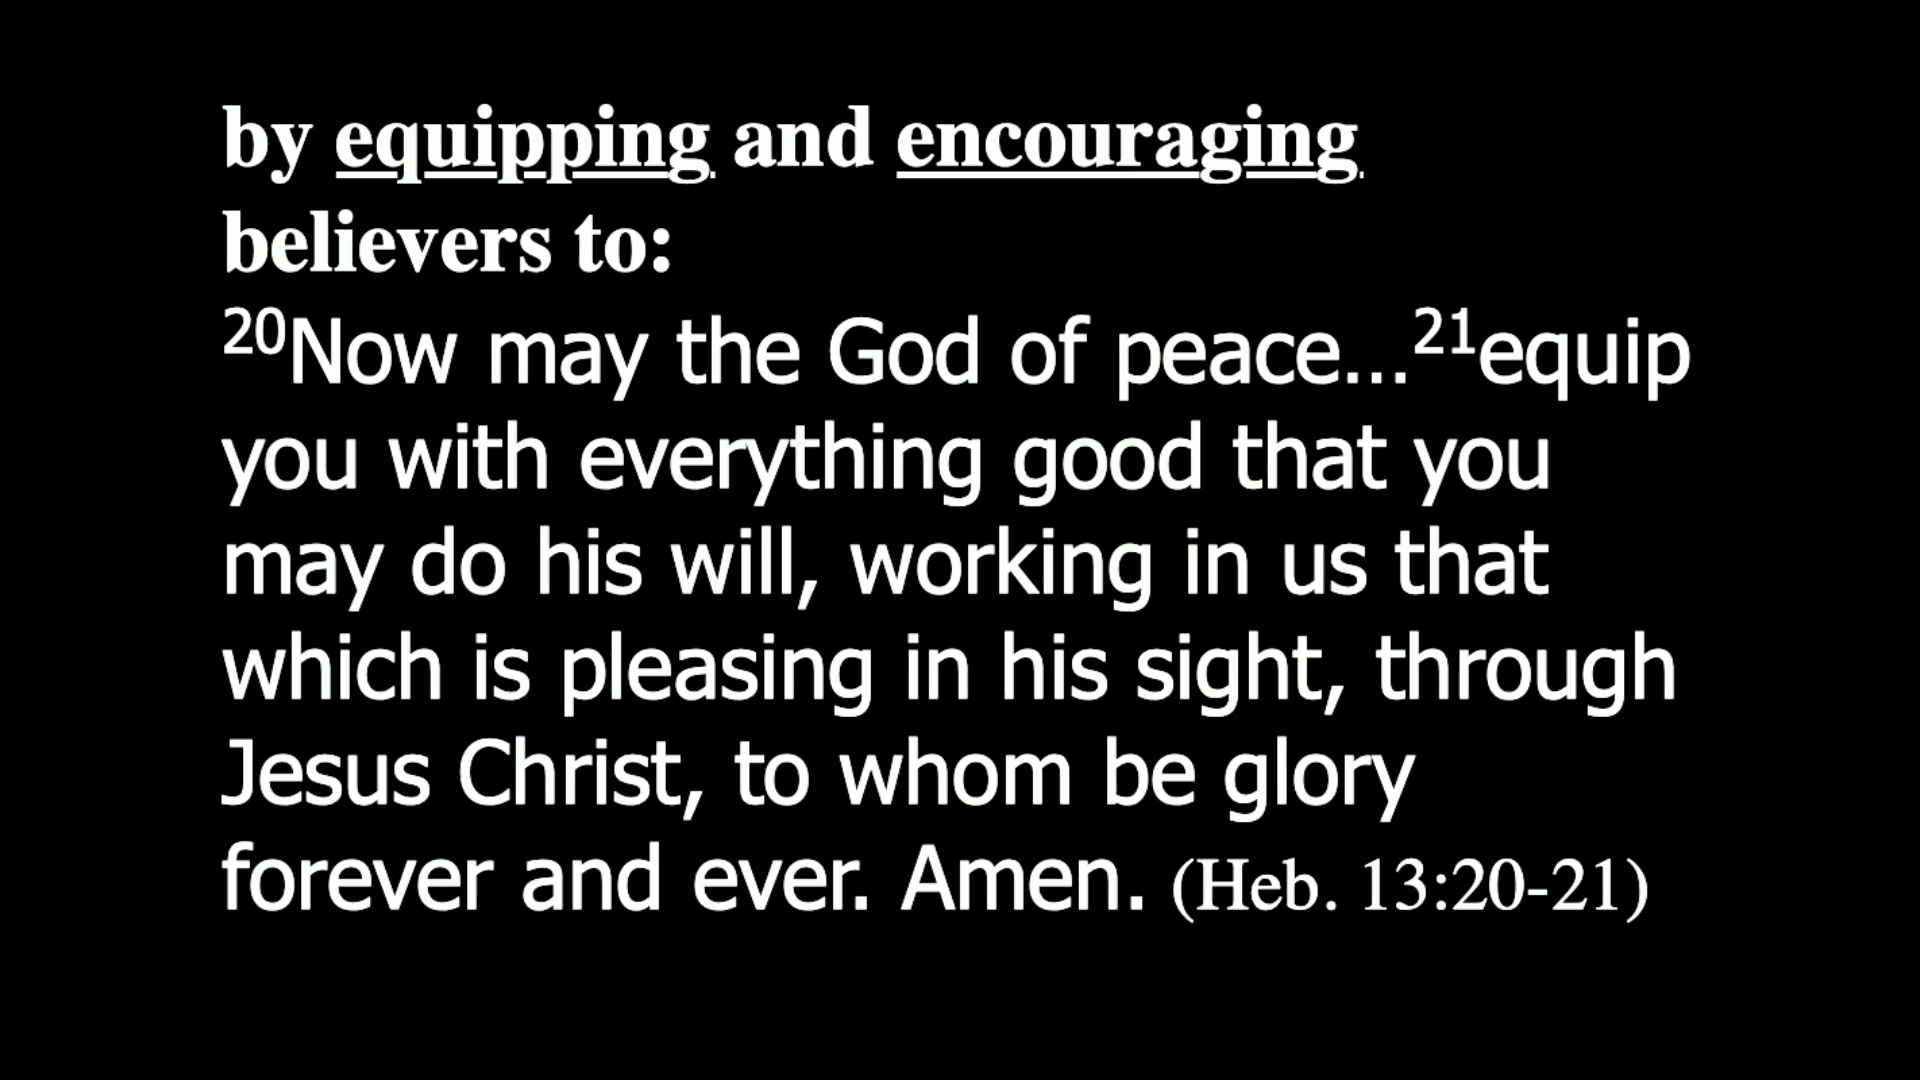 by equipping and encouraging
believers to:
²⁰Now may the God of peace...²¹equip
you with everything good that you
may do his will, working in us that
which is pleasing in his sight, through
Jesus Christ, to whom be glory
forever and ever. Amen. (Heb. 13:20-21)